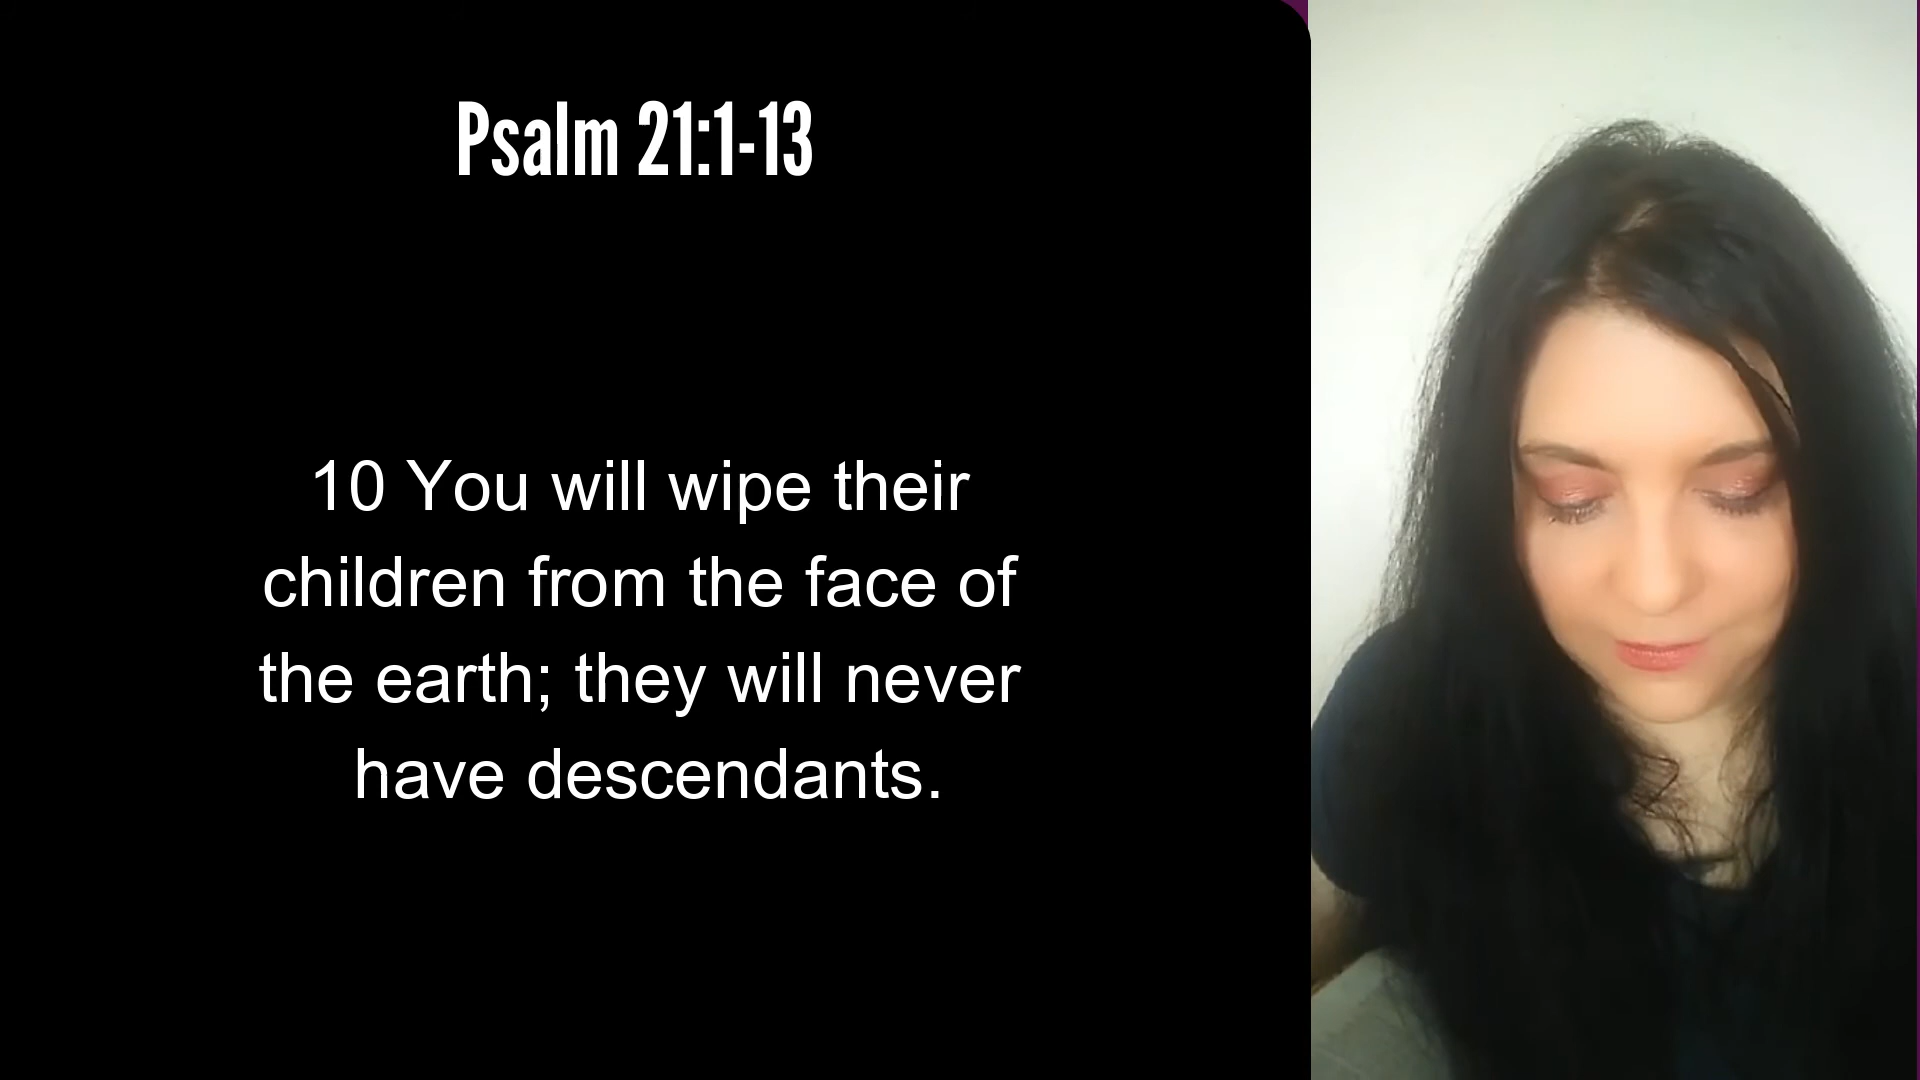 Psalm 21:1-13
10 You will wipe their
children from the face of
the earth; they will never
have descendants.